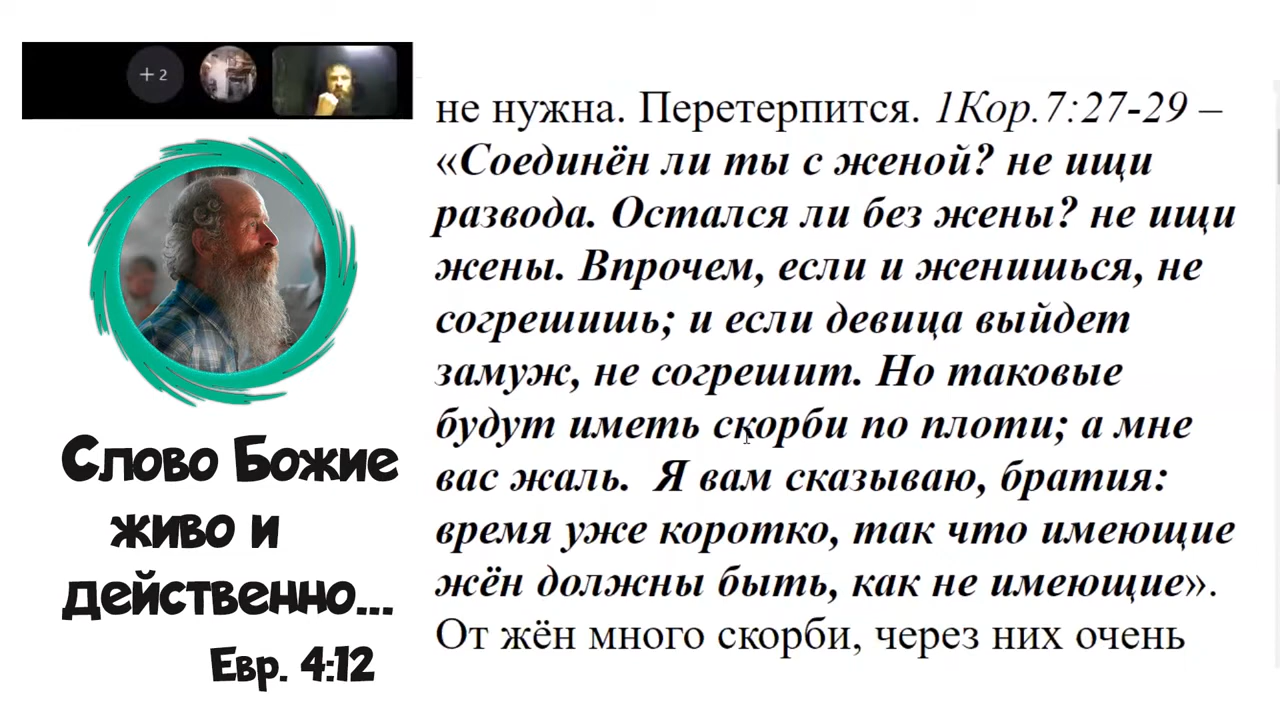 + 2
не нужна. Перетерпится. 1Кор.7:27-29 –
«Соединён ли ты с женой? не ищи
развода. Остался ли без жены? не ищи
жены. Впрочем, если и женишься, не
согрешишь; и если девица выйдет
замуж, не согрешит. Но таковые
будут иметь скорби по плоти; а мне
вас жаль. Я вам сказываю, братия:
время уже коротко, так что имеющие
жён должны быть, как не имеющие».
От жён много скорби, через них очень
Слово Божие
живо и
действенно...
Евр. 4:12